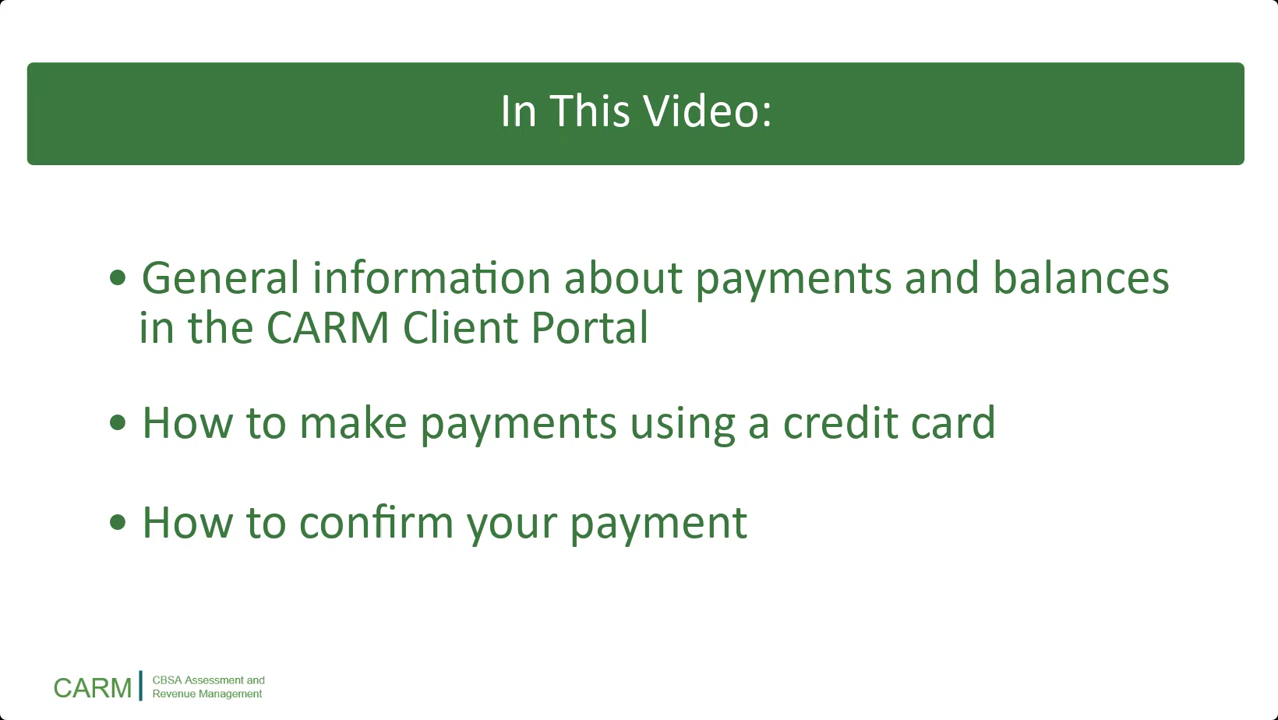 In This Video:
• General information about payments and balances
in the CARM Client Portal
• How to make payments using a credit card
• How to confirm your payment
CARM
CBSA Assessment and
Revenue Management